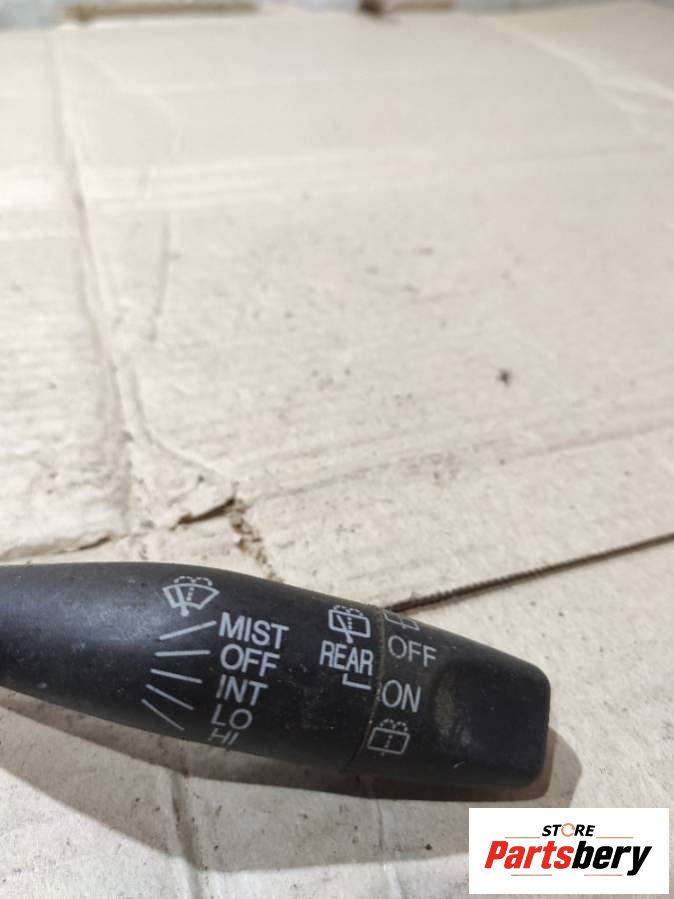 MIST
OFF
INT
LO
HI
REAR
OFF
ON
STORE
Partsbery